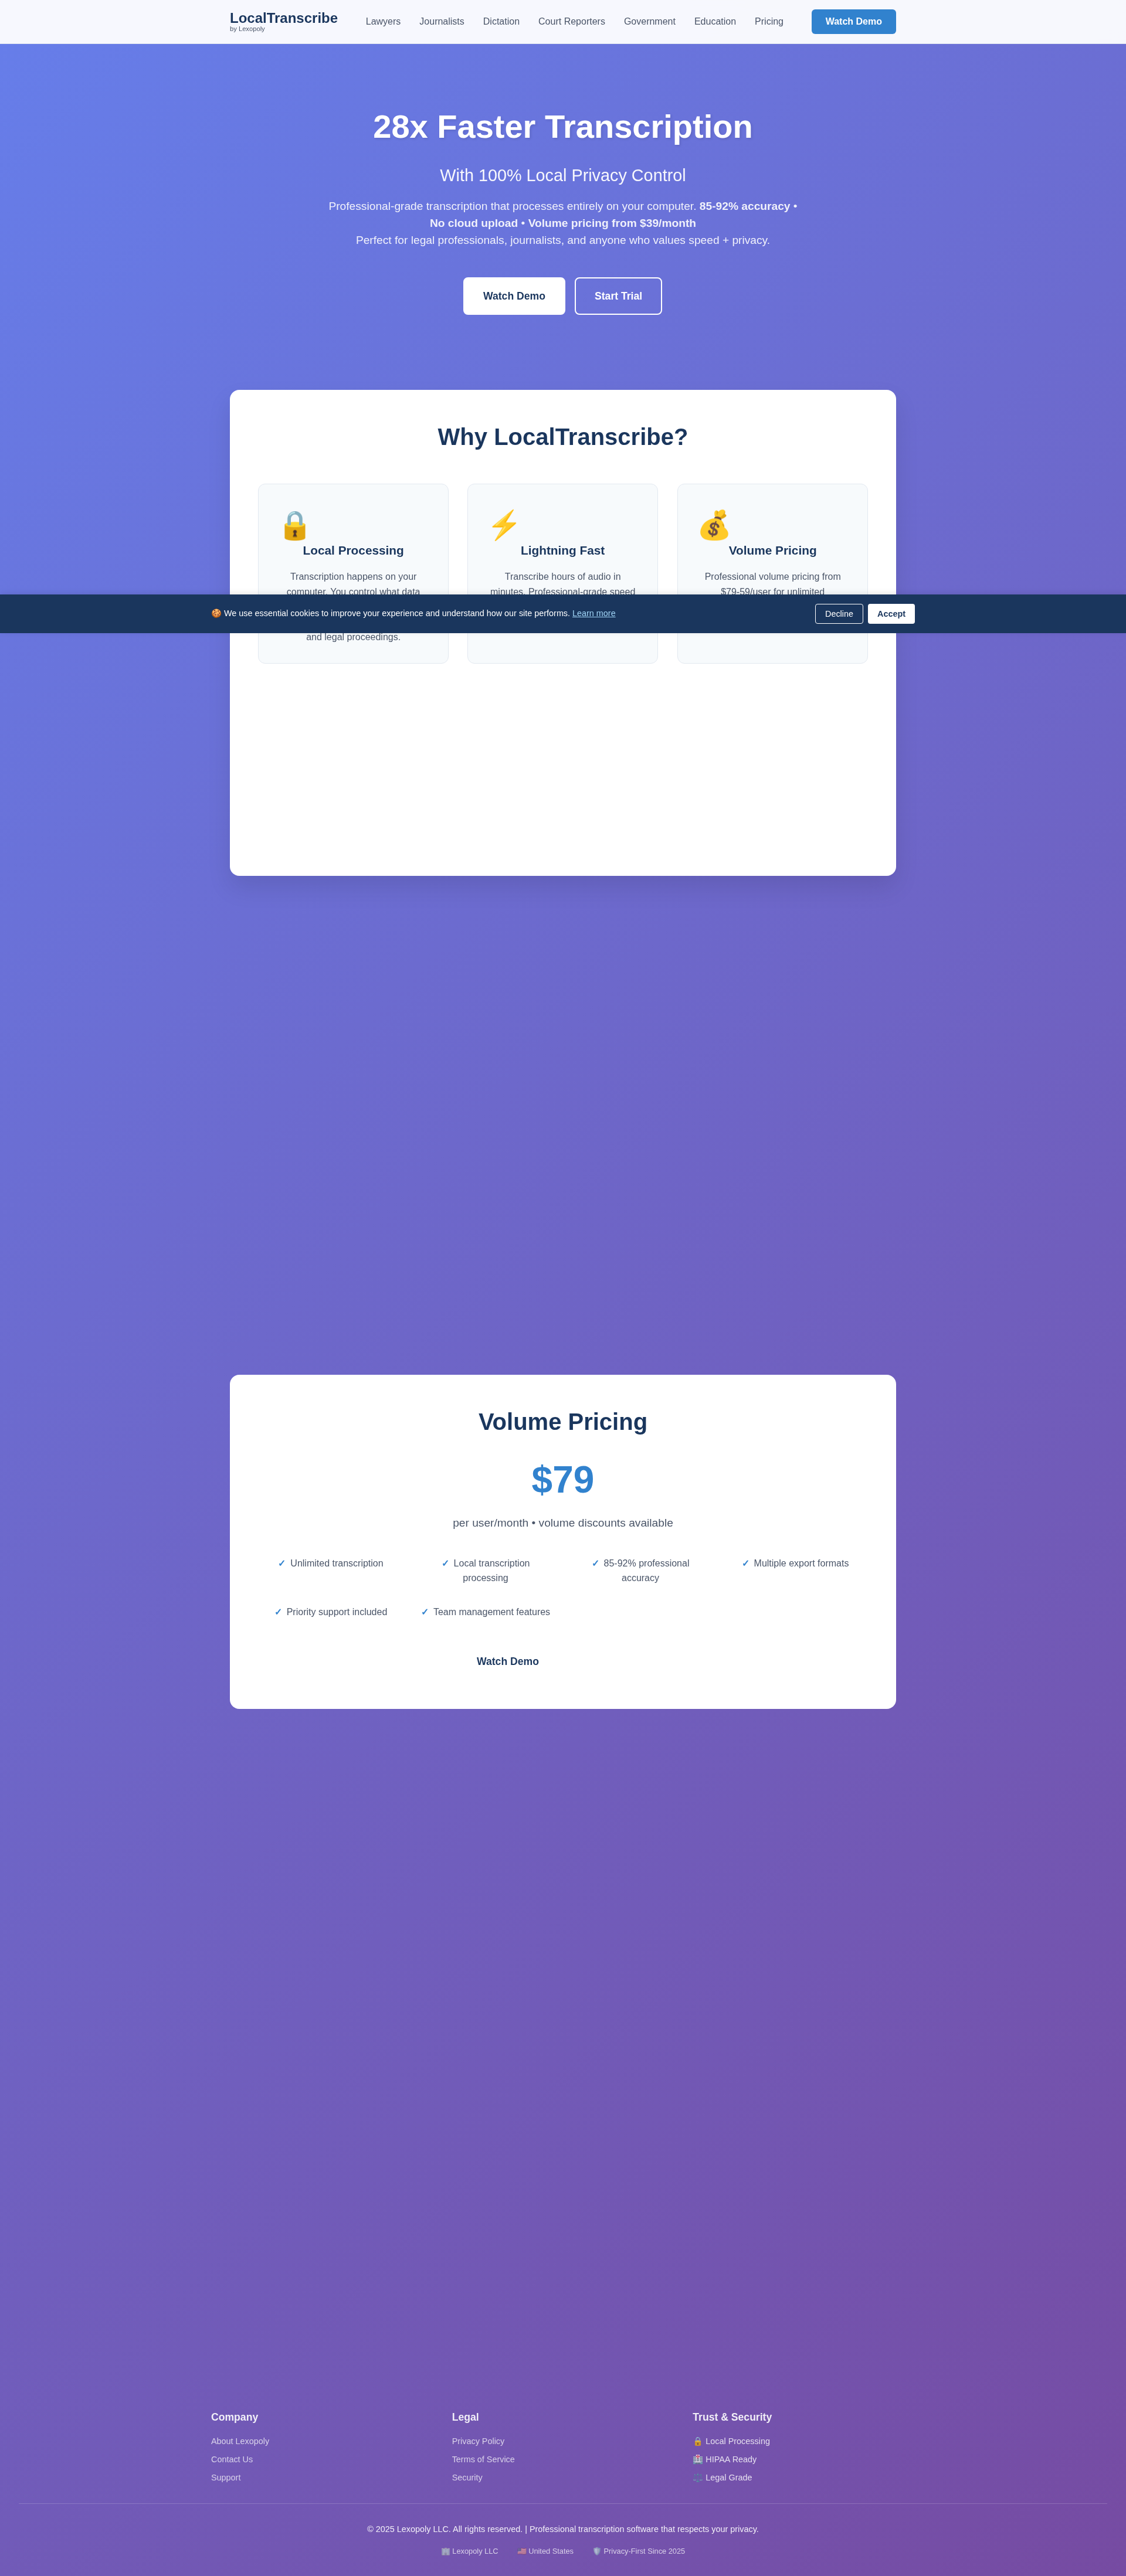 LocalTranscribe
by Lexopoly
Lawyers
Journalists
Dictation
Court Reporters
Government
Education
Pricing
Watch Demo
28x Faster Transcription
With 100% Local Privacy Control
Professional-grade transcription that processes entirely on your computer. 85-92% accuracy •
No cloud upload • Volume pricing from $39/month
Perfect for legal professionals, journalists, and anyone who values speed + privacy.
Watch Demo
Start Trial
Why LocalTranscribe?
Local Processing
Transcription happens on your
computer. You control what data
and legal proceedings.
Lightning Fast
Transcribe hours of audio in
minutes. Professional-grade speed
Volume Pricing
Professional volume pricing from
$79-59/user for unlimited
We use essential cookies to improve your experience and understand how our site performs. Learn more
Decline
Accept
Volume Pricing
$79
per user/month • volume discounts available
✓ Unlimited transcription
✓ Local transcription
processing
✓ 85-92% professional
accuracy
✓ Multiple export formats
✓ Priority support included
✓ Team management features
Watch Demo
Company
About Lexopoly
Contact Us
Support
Legal
Privacy Policy
Terms of Service
Security
Trust & Security
Local Processing
HIPAA Ready
Legal Grade
© 2025 Lexopoly LLC. All rights reserved. | Professional transcription software that respects your privacy.
Lexopoly LLC
United States
Privacy-First Since 2025